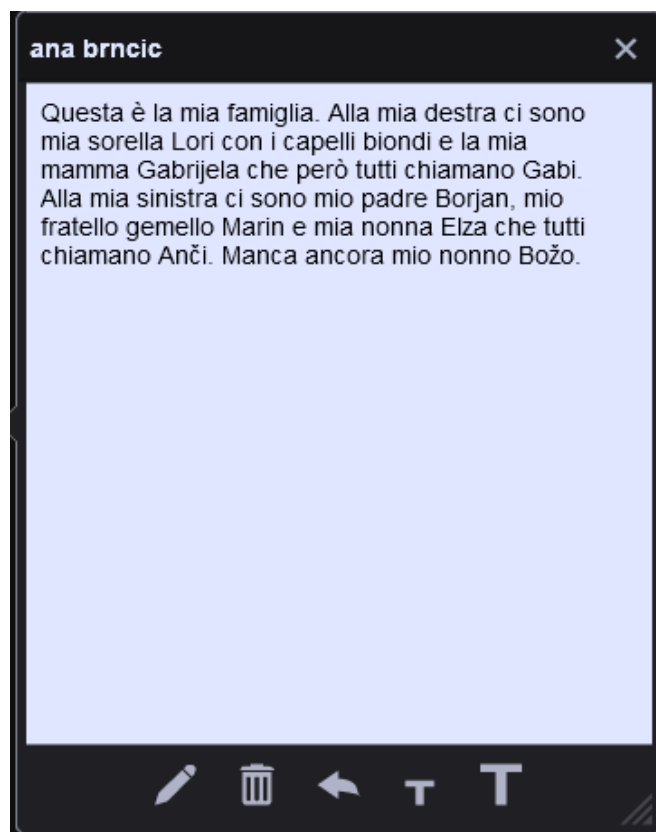 ana brncic
Questa è la mia famiglia. Alla mia destra ci sono
mia sorella Lori con i capelli biondi e la mia
mamma Gabrijela che però tutti chiamano Gabi.
Alla mia sinistra ci sono mio padre Borjan, mio
fratello gemello Marin e mia nonna Elza che tutti
chiamano Anči. Manca ancora mio nonno Božo.
T T